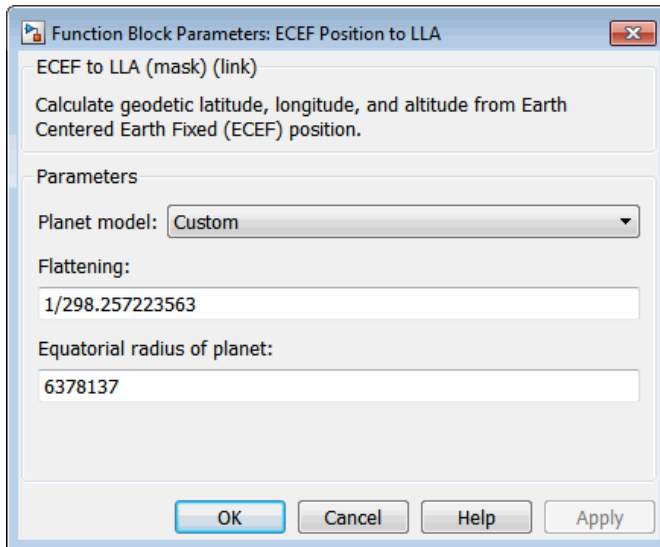 Function Block Parameters: ECEF Position to LLA
ECEF to LLA (mask) (link)
Calculate geodetic latitude, longitude, and altitude from Earth
Centered Earth Fixed (ECEF) position.
Parameters
Planet model: Custom
Flattening:
1/298.257223563
Equatorial radius of planet:
6378137
OK Cancel Help Apply